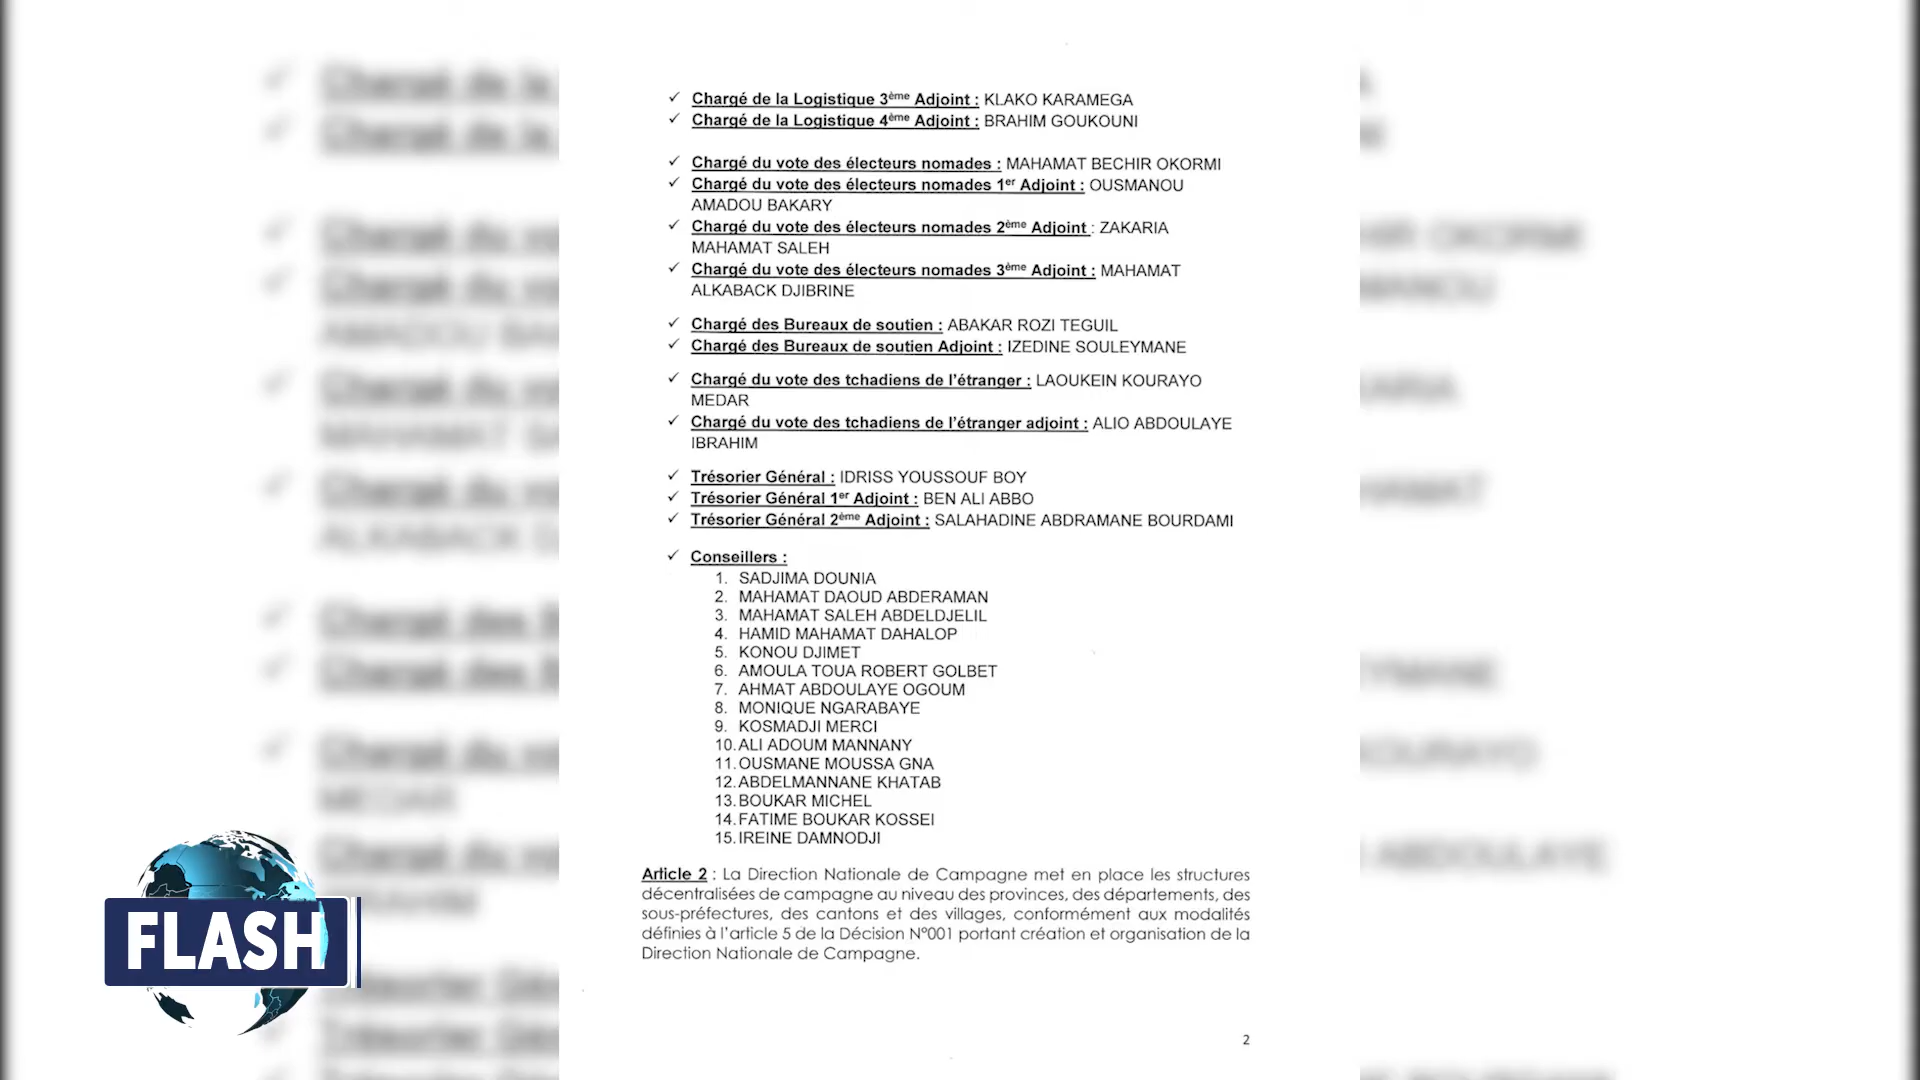 ✓ Chargé de la Logistique 3ème Adjoint : KLAKO KARAMEGA
✓ Chargé de la Logistique 4ème Adjoint : BRAHIM GOUKOUNI
✓ Chargé du vote des électeurs nomades : MAHAMAT BECHIR OKORMI
✓ Chargé du vote des électeurs nomades 1er Adjoint : OUSMANOU
AMADOU BAKARY
✓ Chargé du vote des électeurs nomades 2ème Adjoint : ZAKARIA
MAHAMAT SALEH
✓ Chargé du vote des électeurs nomades 3ème Adjoint : MAHAMAT
ALKABACK DJIBRINE
✓ Chargé des Bureaux de soutien : ABAKAR ROZI TEGUIL
✓ Chargé des Bureaux de soutien Adjoint : IZEDINE SOULEYMANE
✓ Chargé du vote des tchadiens de l'étranger : LAOUKEIN KOURAYO
MEDAR
✓ Chargé du vote des tchadiens de l'étranger adjoint : ALIO ABDOULAYE
IBRAHIM
✓ Trésorier Général : IDRISS YOUSSOUF BOY
✓ Trésorier Général 1er Adjoint : BEN ALI ABBO
✓ Trésorier Général 2ème Adjoint : SALAHADINE ABDRAMANE BOURDAMI
✓ Conseillers :
1. SADJIMA DOUNIA
2. MAHAMAT DAOUD ABDERAMAN
3. MAHAMAT SALEH ABDELDJELIL
4. HAMID MAHAMAT DAHALOP
5. KONOU DJIMET
6. AMOULA TOUA ROBERT GOLBET
7. AHMAT ABDOULAYE OGOUM
8. MONIQUE NGARABAYE
9. KOSMADJI MERCI
10. ALI ADOUM MANNANY
11. OUSMANE MOUSSA GNA
12. ABDELMANNANE KHATAB
13. BOUKAR MICHEL
14. FATIME BOUKAR KOSSEI
15. IREINE DAMNODJI
Article 2 : La Direction Nationale de Campagne met en place les structures
décentralisées de campagne au niveau des provinces, des départements, des
sous-préfectures, des cantons et des villages, conformément aux modalités
définies à l'article 5 de la Décision N°001 portant création et organisation de la
Direction Nationale de Campagne.
2
FLASH